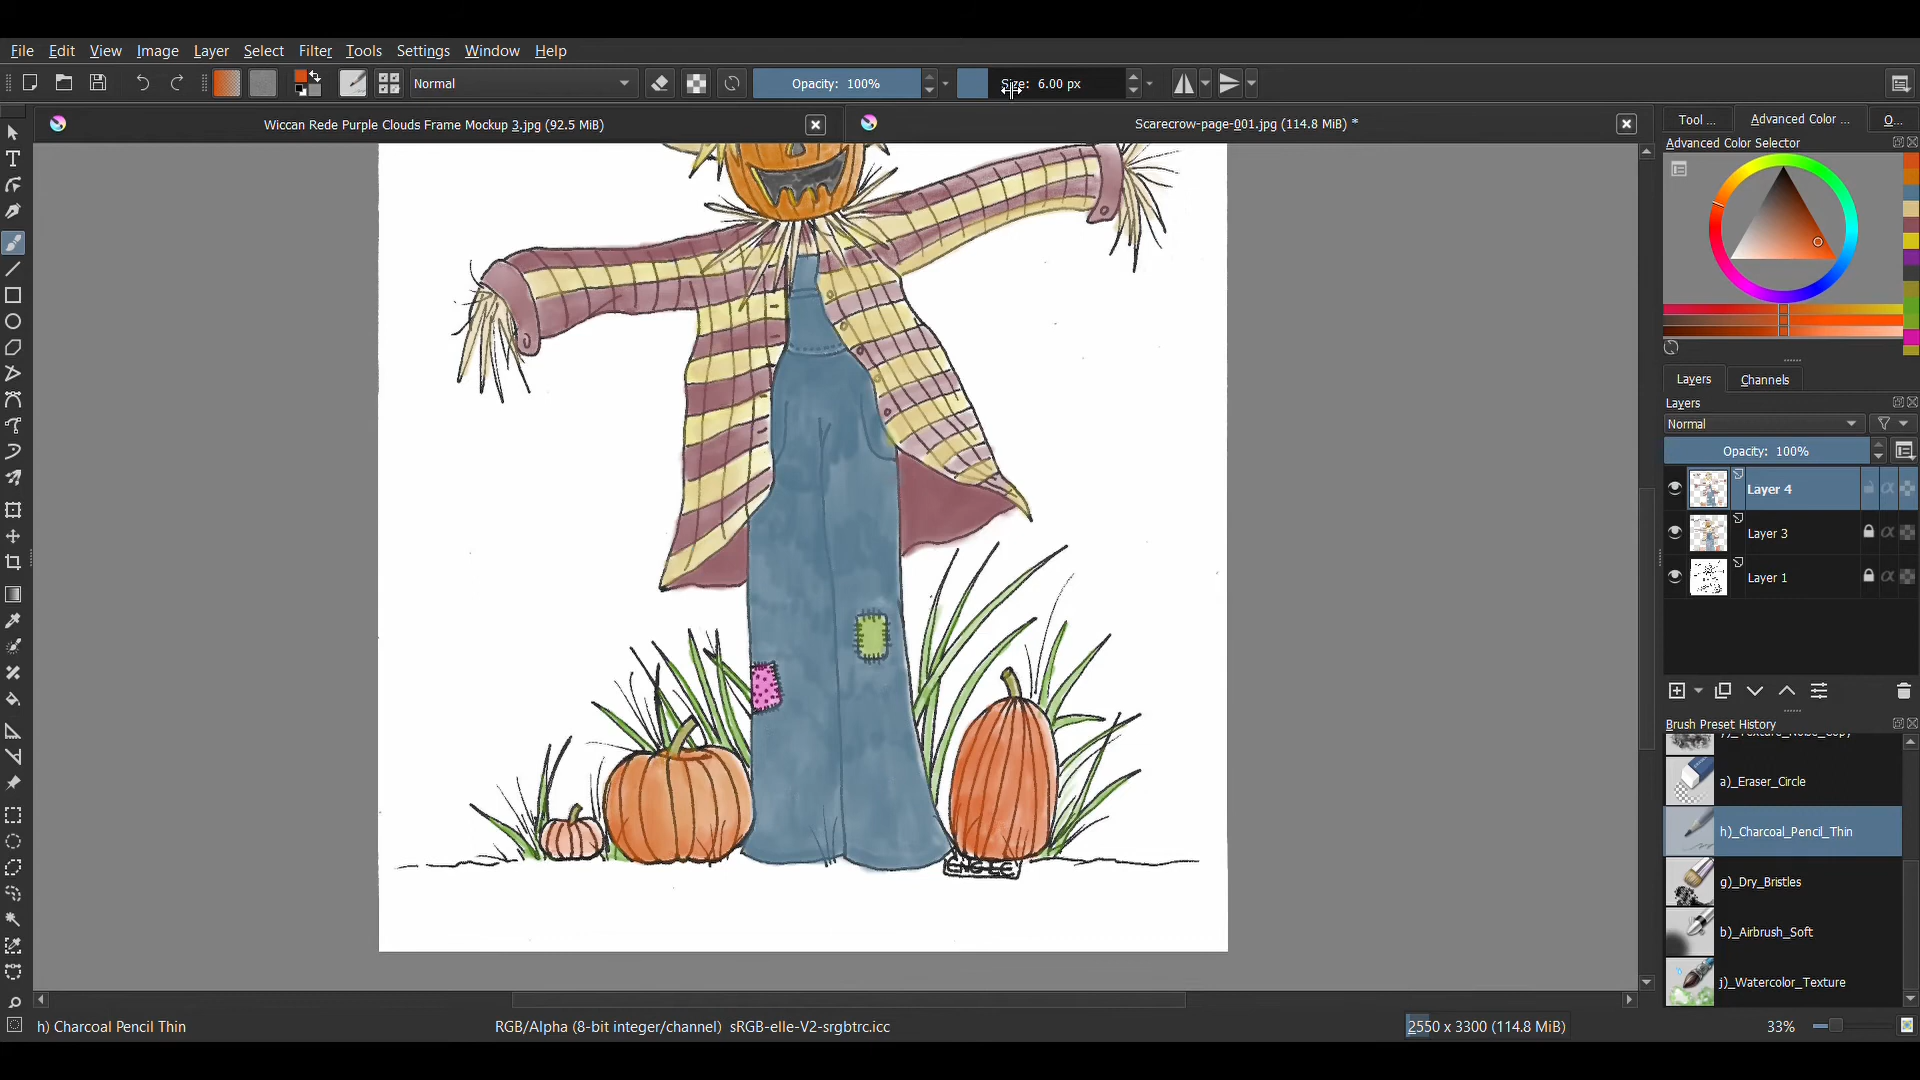 File Edit View Image Layer Select Filter Tools Settings Window Help
Normal Opacity: 100% Size: 6.00 px
Wiccan Rede Purple Clouds Frame Mockup 3.jpg (92.5 MiB) Scarecrow-page-001.jpg (114.8 MiB) *
Tool ... Advanced Color ... O...
Advanced Color Selector
Layers Channels
Layers
Normal
Opacity: 100%
Layer 4
Layer 3
Layer 1
Brush Preset History
y)_Texture_Noise_Copy
a)_Eraser_Circle
h)_Charcoal_Pencil_Thin
g)_Dry_Bristles
b)_Airbrush_Soft
j)_Watercolor_Texture
ENGLE
h) Charcoal Pencil Thin RGB/Alpha (8-bit integer/channel) sRGB-elle-V2-srgbtrc.icc 2550 x 3300 (114.8 MiB) 33%